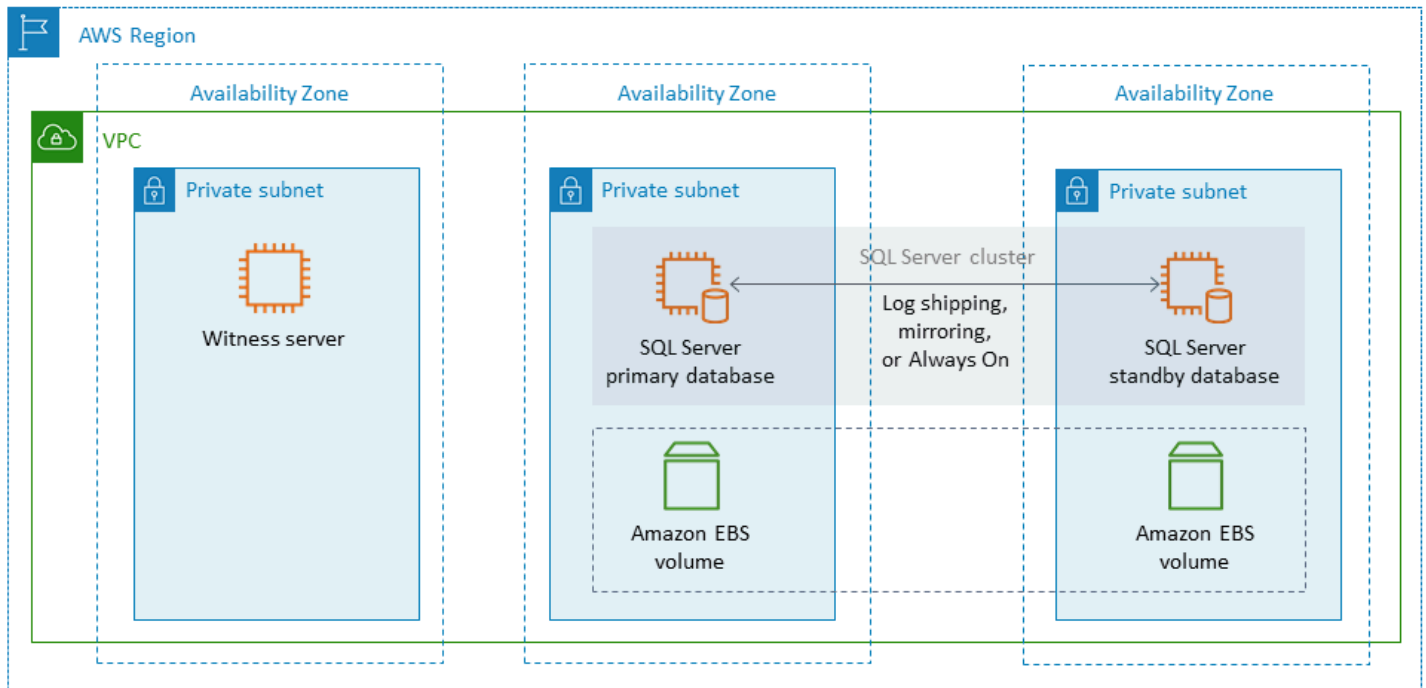 AWS Region
Availability Zone
Availability Zone
Availability Zone
VPC
Private subnet
Private subnet
Private subnet
Witness server
SQL Server cluster
Log shipping,
mirroring,
or Always On
SQL Server
primary database
SQL Server
standby database
Amazon EBS
volume
Amazon EBS
volume